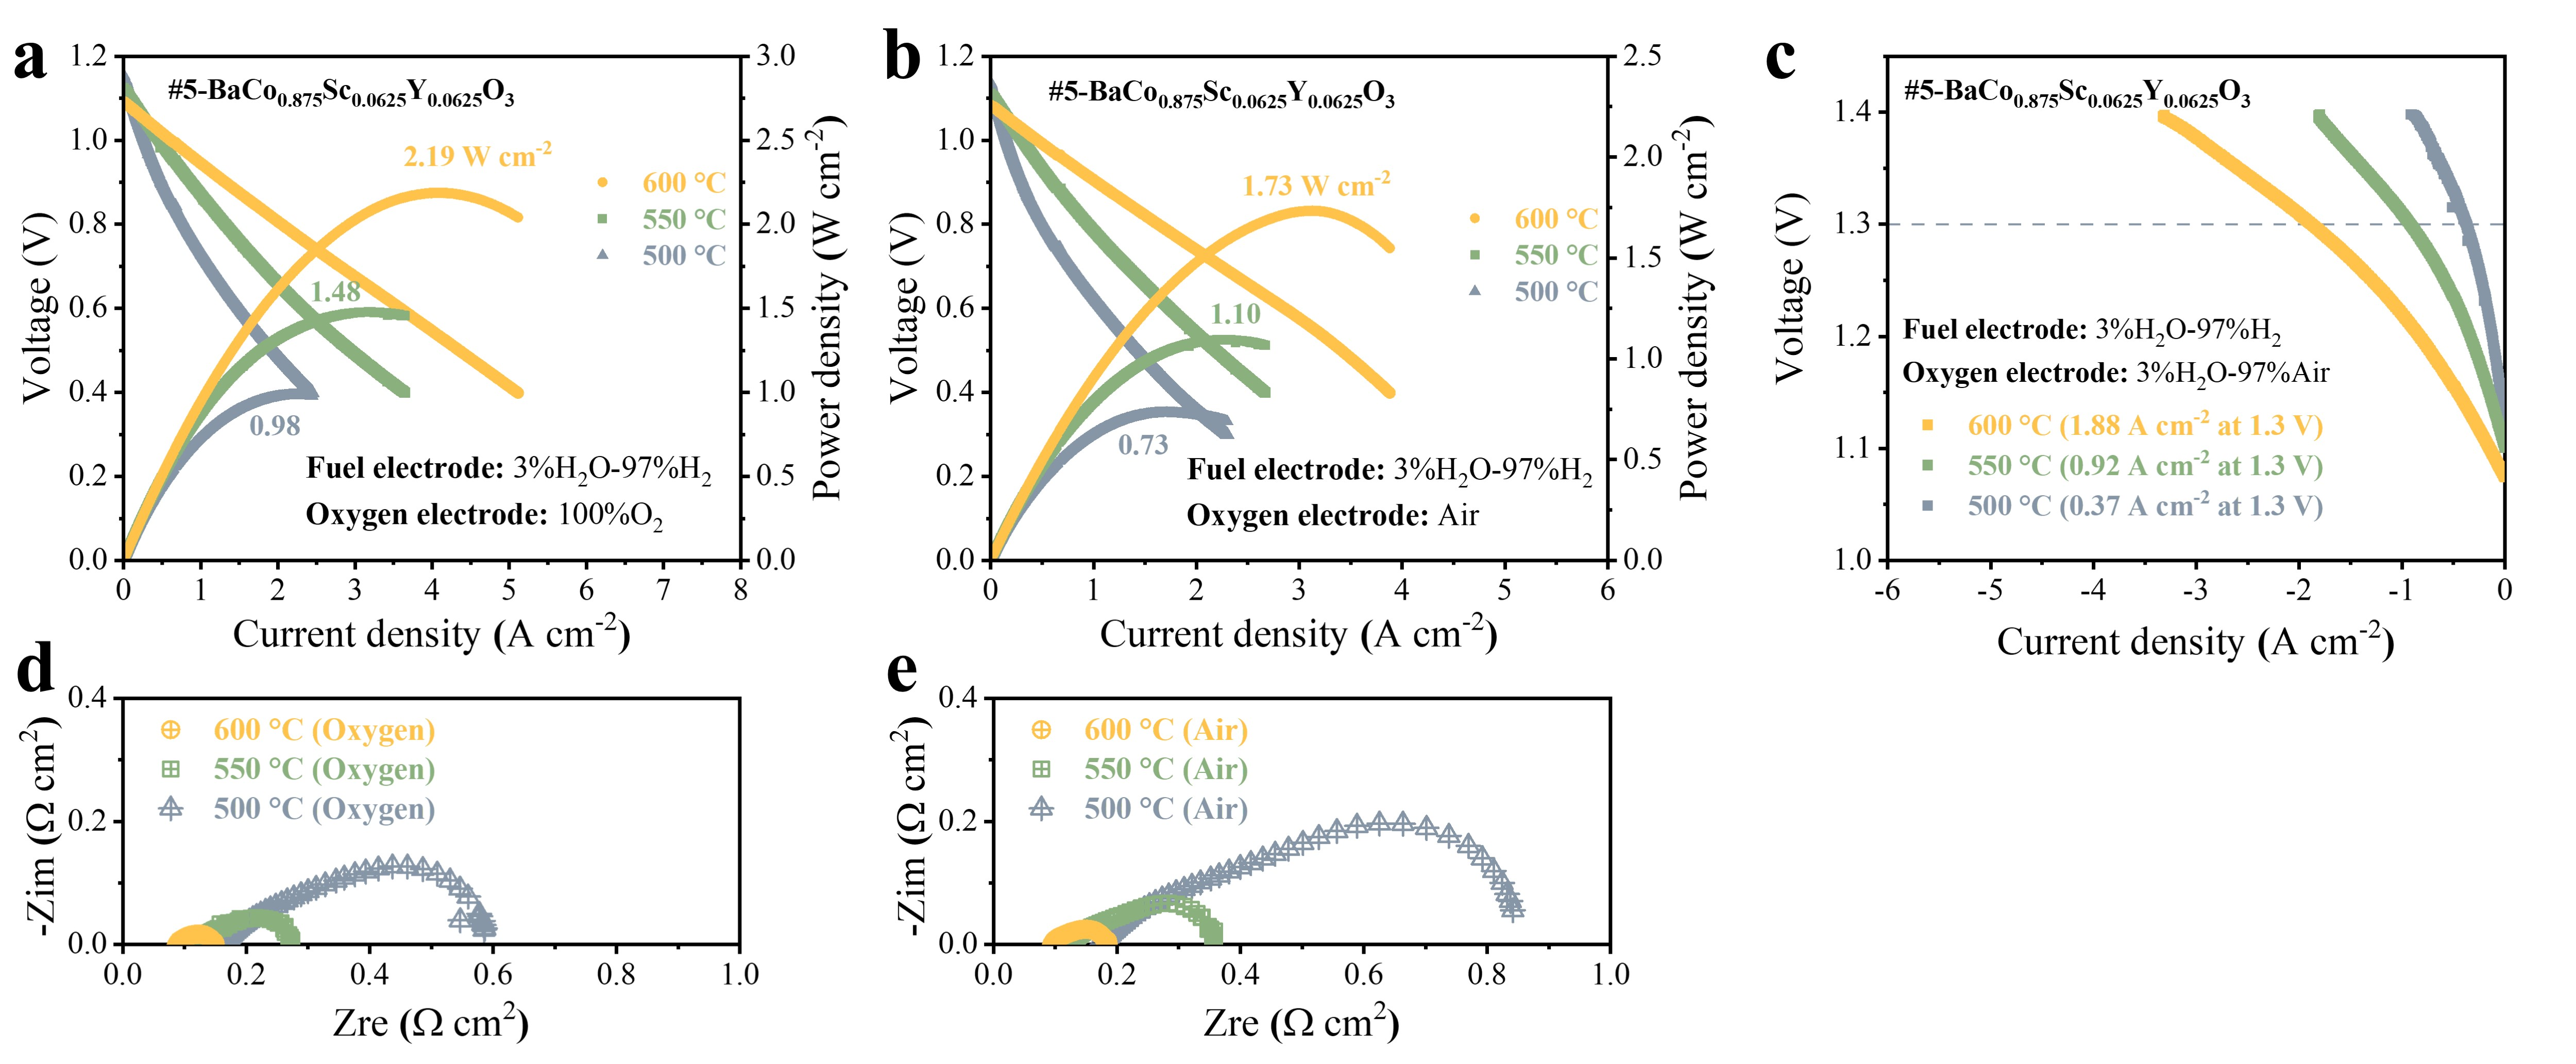 a
1.2
1.0
0.8
0.6
0.4
0.2
0.0
Voltage (V)
#5-BaCo0.875Sc0.0625Y0.0625O3
2.19 W cm-2
600 °C
550 °C
500 °C
1.48
0.98
Fuel electrode: 3%H2O-97%H2
Oxygen electrode: 100%O2
3.0
2.5
2.0
1.5
1.0
0.5
0.0
Power density (W cm-2)
0 1 2 3 4 5 6 7 8
Current density (A cm-2)
b
1.2
1.0
0.8
0.6
0.4
0.2
0.0
Voltage (V)
#5-BaCo0.875Sc0.0625Y0.0625O3
1.73 W cm-2
600 °C
550 °C
500 °C
1.10
0.73
Fuel electrode: 3%H2O-97%H2
Oxygen electrode: Air
2.5
2.0
1.5
1.0
0.5
0.0
Power density (W cm-2)
0 1 2 3 4 5 6
Current density (A cm-2)
c
1.4
1.3
1.2
1.1
1.0
Voltage (V)
#5-BaCo0.875Sc0.0625Y0.0625O3
Fuel electrode: 3%H2O-97%H2
Oxygen electrode: 3%H2O-97%Air
600 °C (1.88 A cm-2 at 1.3 V)
550 °C (0.92 A cm-2 at 1.3 V)
500 °C (0.37 A cm-2 at 1.3 V)
-6 -5 -4 -3 -2 -1 0
Current density (A cm-2)
d
0.4
0.2
0.0
-Zim (Ω cm2)
600 °C (Oxygen)
550 °C (Oxygen)
500 °C (Oxygen)
0.0 0.2 0.4 0.6 0.8 1.0
Zre (Ω cm2)
e
0.4
0.2
0.0
-Zim (Ω cm2)
600 °C (Air)
550 °C (Air)
500 °C (Air)
0.0 0.2 0.4 0.6 0.8 1.0
Zre (Ω cm2)